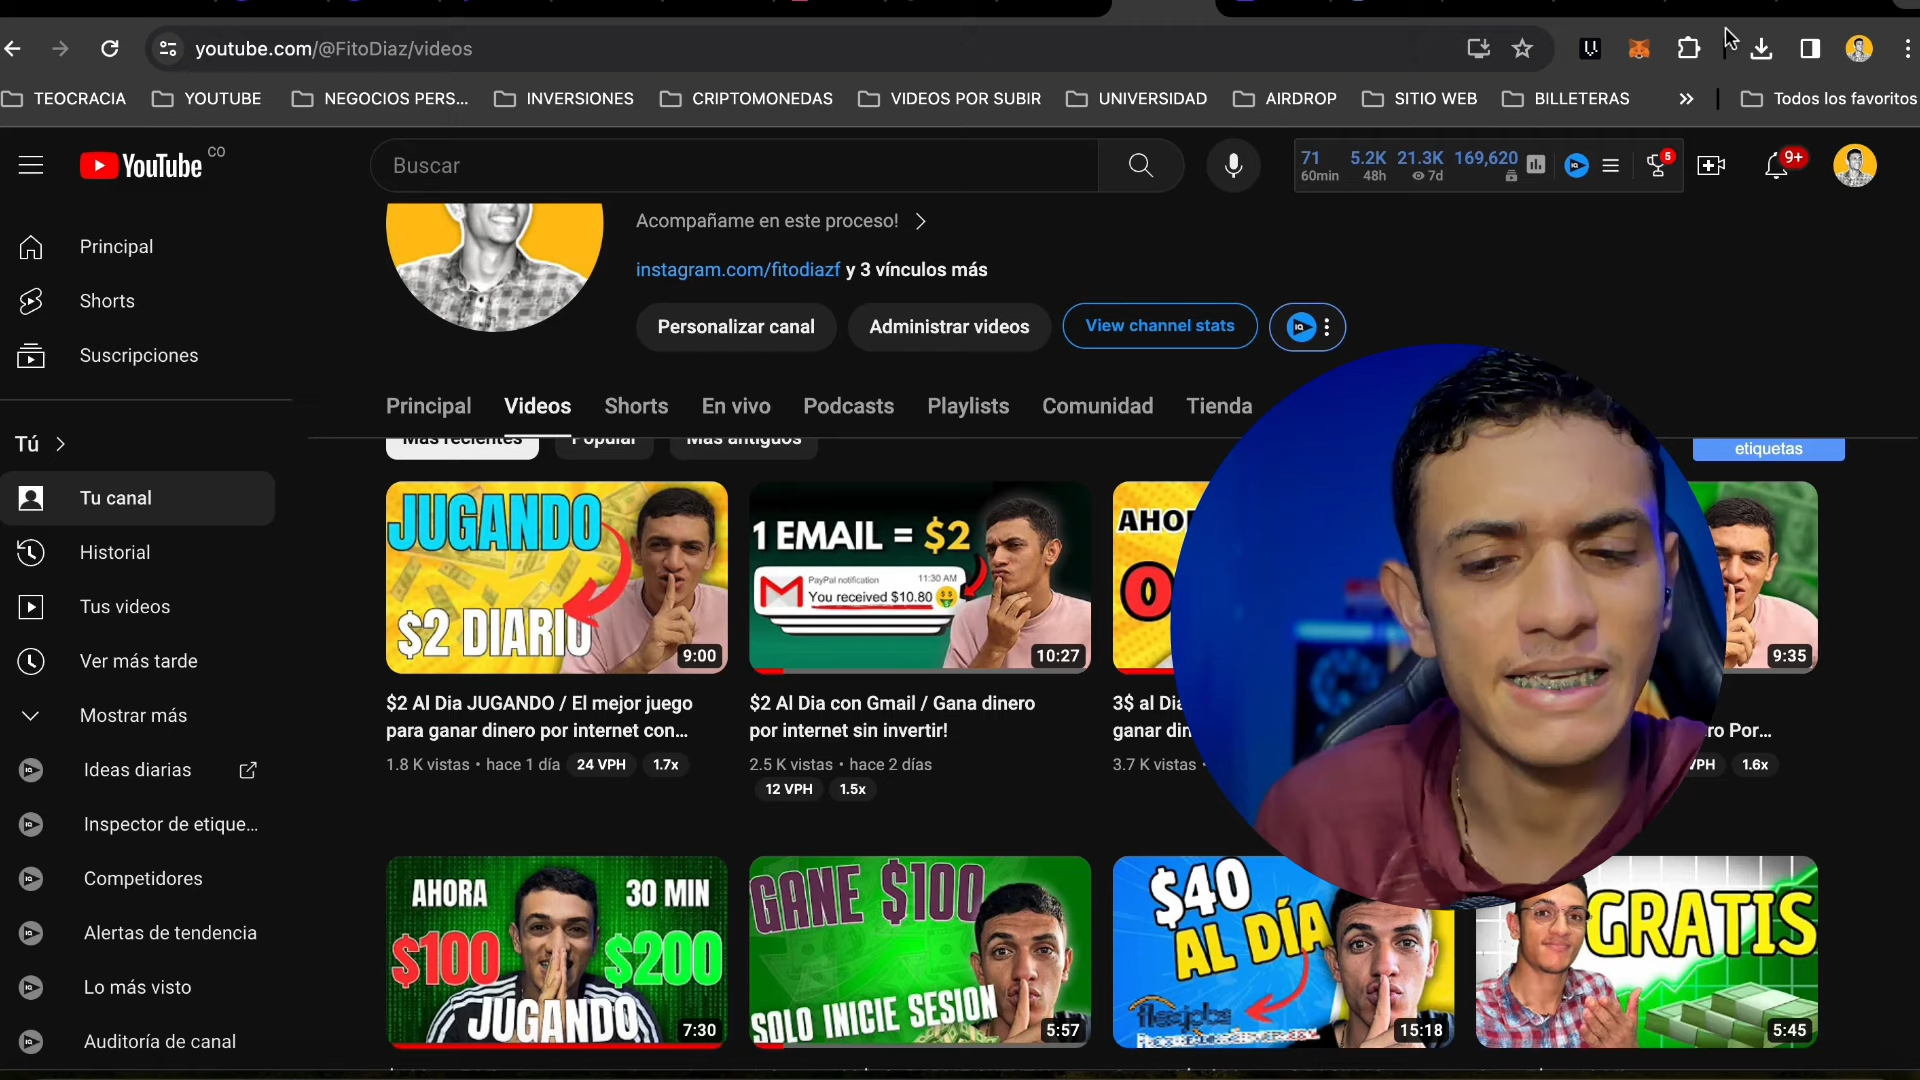 youtube.com/@FitoDiaz/videos
TEOCRACIA
YOUTUBE
NEGOCIOS PERS...
INVERSIONES
CRIPTOMONEDAS
VIDEOS POR SUBIR
UNIVERSIDAD
AIRDROP
SITIO WEB
BILLETERAS
Todos los favoritos
YouTube CO
Buscar
71 5.2K 21.3K 169,620
60min 48h 7d
5
9+
Principal
Shorts
Suscripciones
Tú
Tu canal
Historial
Tus videos
Ver más tarde
Mostrar más
Ideas diarias
Inspector de etique...
Competidores
Alertas de tendencia
Lo más visto
Auditoría de canal
Acompañame en este proceso!
instagram.com/fitodiazf y 3 vínculos más
Personalizar canal
Administrar videos
View channel stats
Principal
Videos
Shorts
En vivo
Podcasts
Playlists
Comunidad
Tienda
Más recientes
Popular
Más antiguos
etiquetas
JUGANDO
$2 DIARIO
9:00
$2 Al Dia JUGANDO / El mejor juego
para ganar dinero por internet con...
1.8 K vistas • hace 1 día 24 VPH 1.7x
1 EMAIL = $2
PayPal notification 11:30 AM
You received $10.80
10:27
$2 Al Dia con Gmail / Gana dinero
por internet sin invertir!
2.5 K vistas • hace 2 días
12 VPH 1.5x
3$ al Di
ganar din
3.7 K vistas •
9:35
ro Por...
VPH 1.6x
AHORA 30 MIN
$100 $200
JUGANDO
7:30
GANE $100
SOLO INICIE SESION
5:57
$40
AL DÍA
flexjobs
15:18
GRATIS
5:45